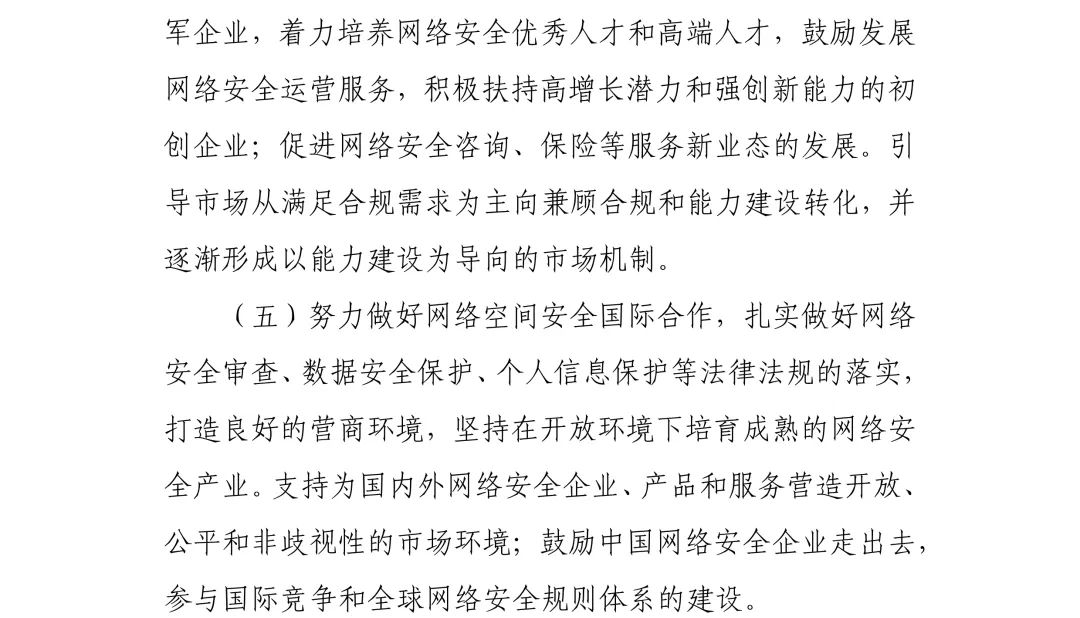 军企业，着力培养网络安全优秀人才和高端人才，鼓励发展
网络安全运营服务，积极扶持高增长潜力和强创新能力的初
创企业；促进网络安全咨询、保险等服务新业态的发展。引
导市场从满足合规需求为主向兼顾合规和能力建设转化，并
逐渐形成以能力建设为导向的市场机制。
（五）努力做好网络空间安全国际合作，扎实做好网络
安全审查、数据安全保护、个人信息保护等法律法规的落实，
打造良好的营商环境，坚持在开放环境下培育成熟的网络安
全产业。支持为国内外网络安全企业、产品和服务营造开放、
公平和非歧视性的市场环境；鼓励中国网络安全企业走出去，
参与国际竞争和全球网络安全规则体系的建设。